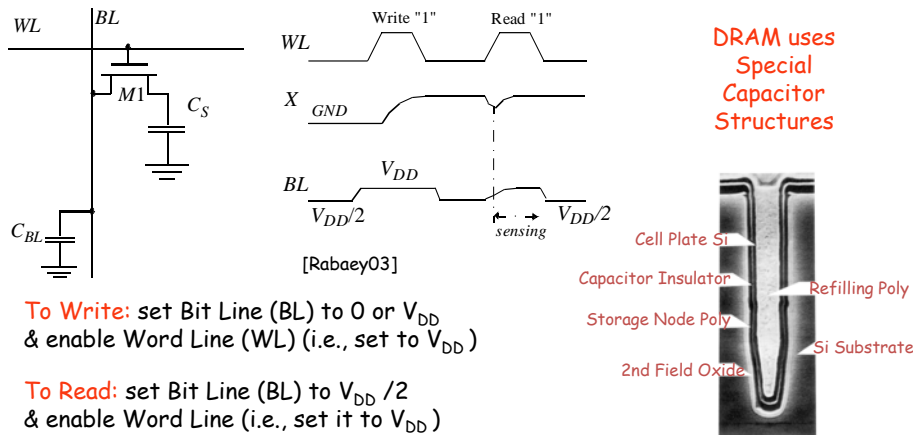 WL
BL
M1
C_S
C_BL
Write "1"
Read "1"
WL
X
GND
BL
V_DD
V_DD/2
V_DD/2
sensing
[Rabaey03]
DRAM uses
Special
Capacitor
Structures
Cell Plate Si
Capacitor Insulator
Refilling Poly
Storage Node Poly
Si Substrate
2nd Field Oxide
To Write: set Bit Line (BL) to 0 or V_DD
& enable Word Line (WL) (i.e., set to V_DD )
To Read: set Bit Line (BL) to V_DD /2
& enable Word Line (i.e., set it to V_DD )